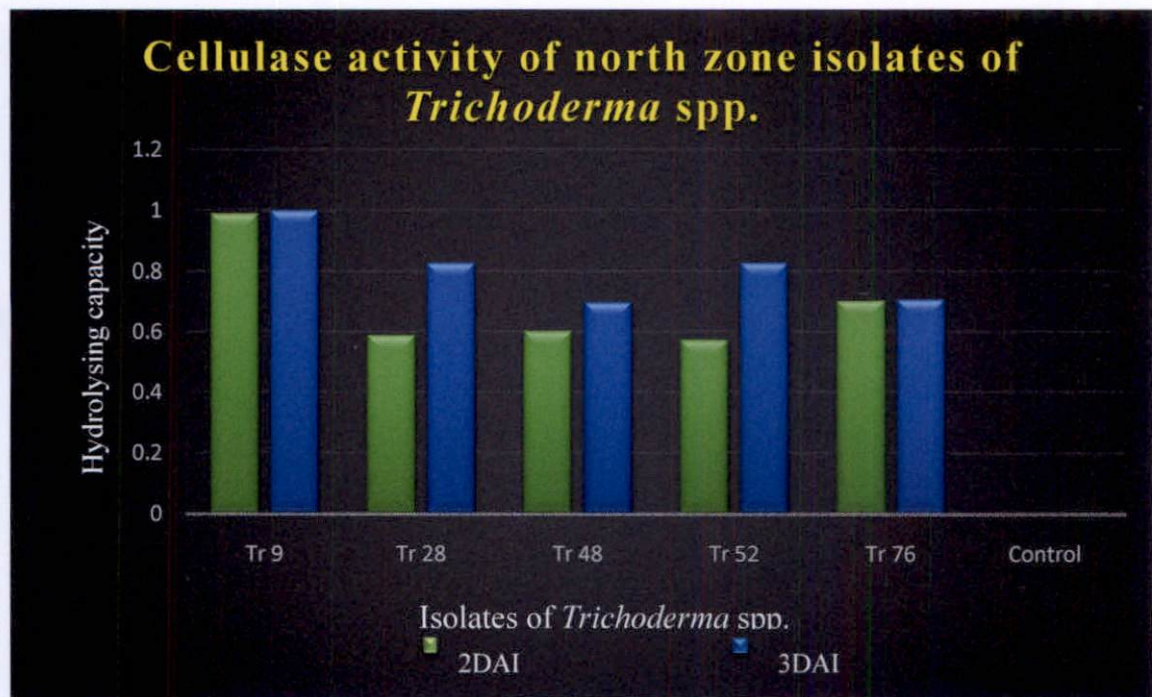 Cellulase activity of north zone isolates of
Trichoderma spp.
1.2
1
0.8
0.6
0.4
0.2
0
Hydrolysing capacity
Tr 9 Tr 28 Tr 48 Tr 52 Tr 76 Control
Isolates of Trichoderma spp.
2DAI 3DAI